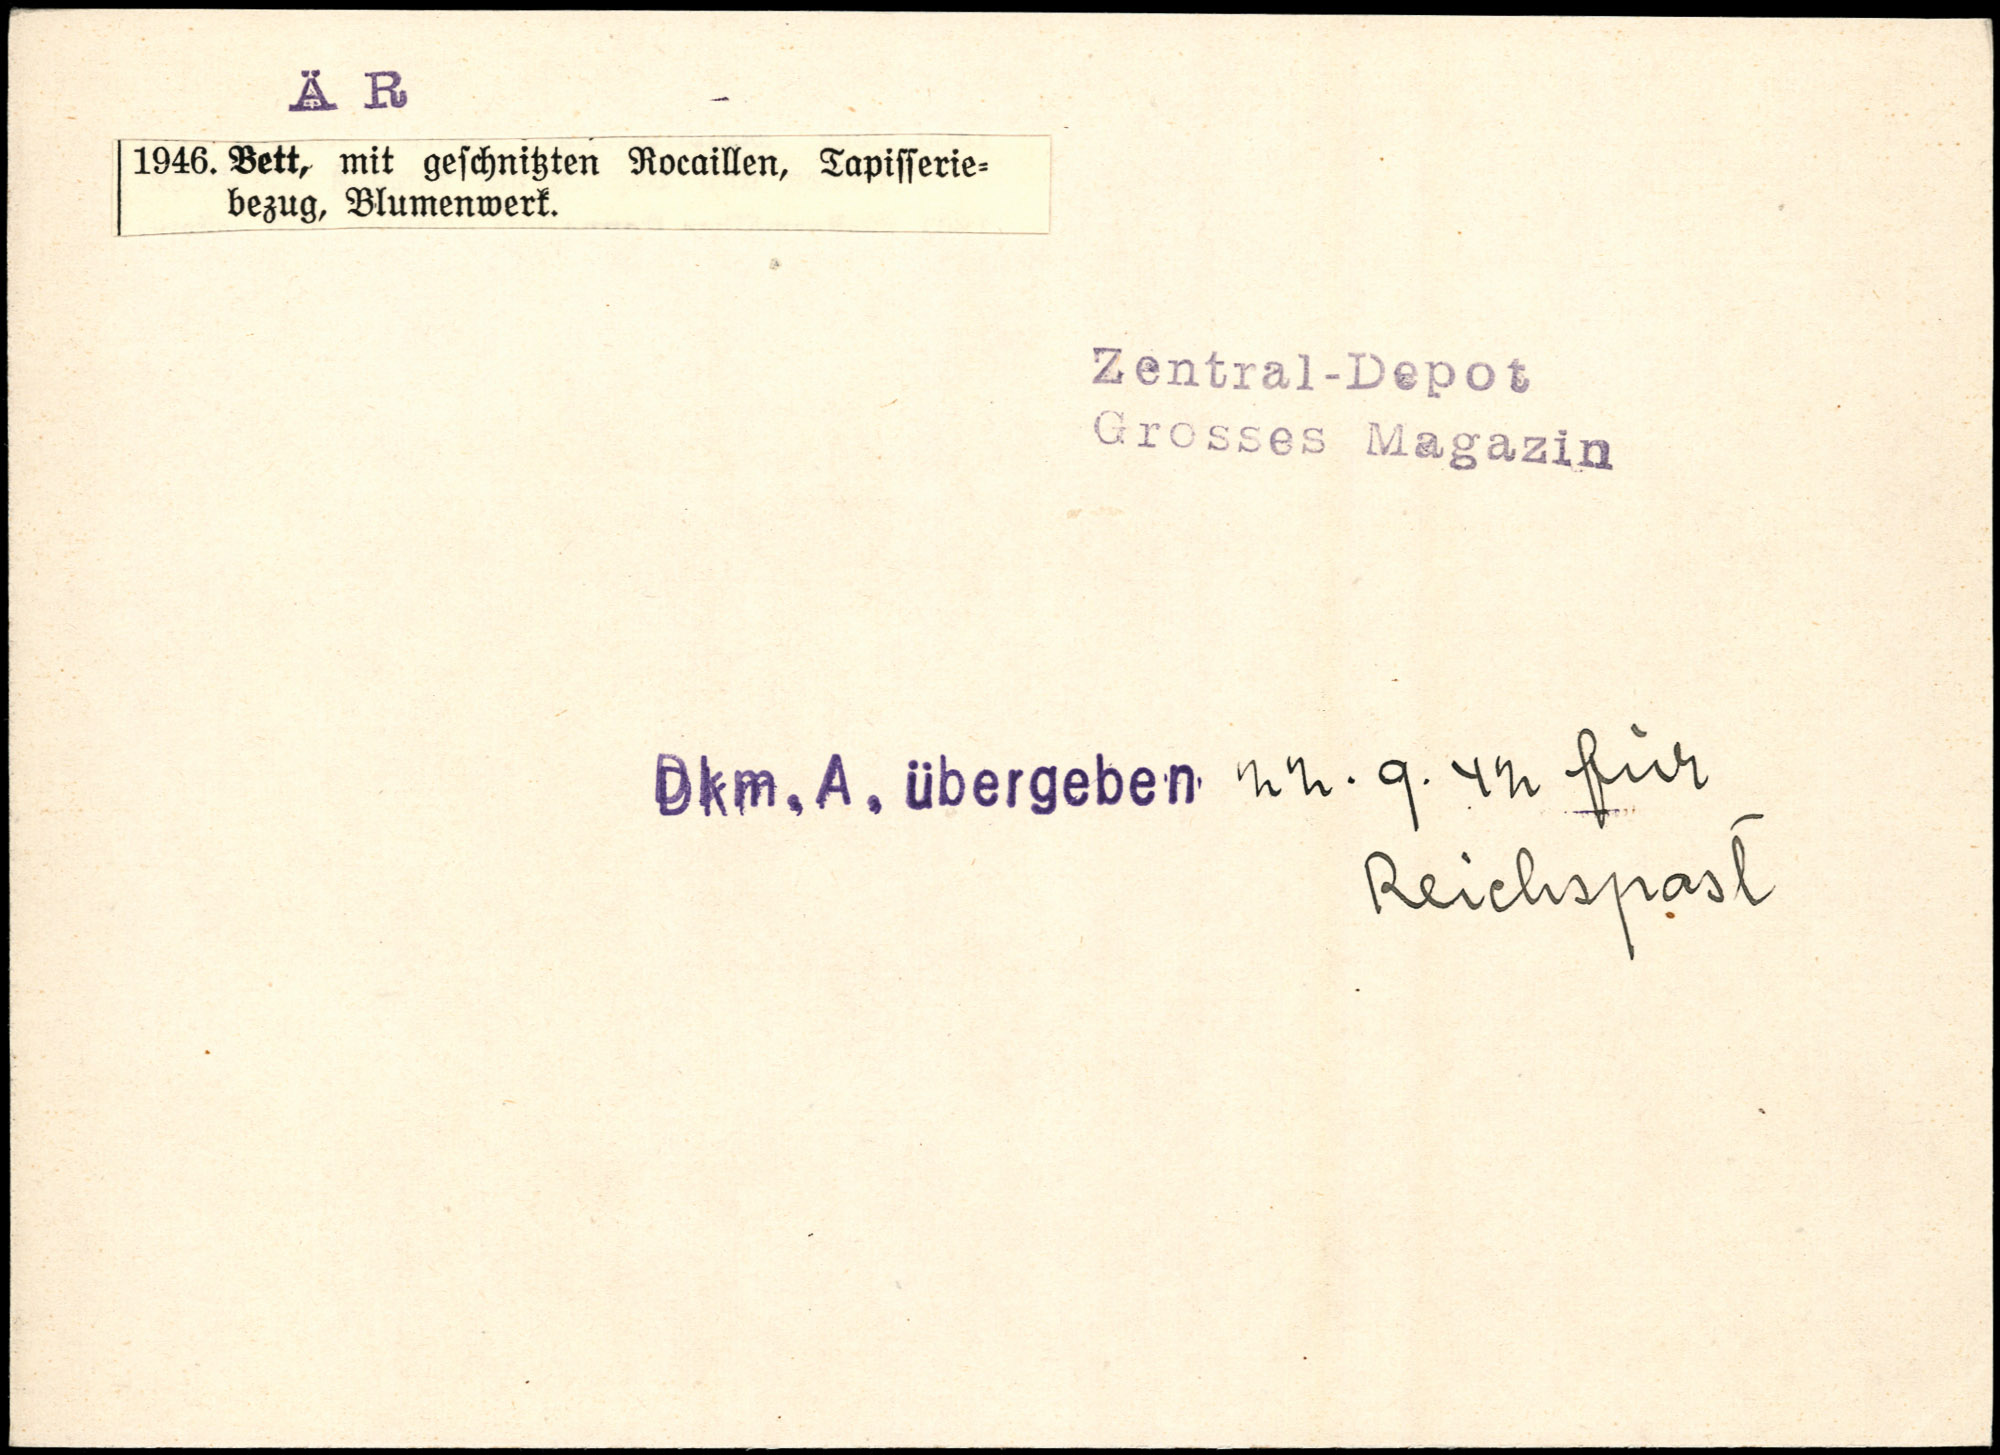 ÄR
1946. Bett, mit geschnitzten Rocaillen, Tapisserie-
bezug, Blumenwerk.
Zentral-Depot
Grosses Magazin
Dkm. A. übergeben 22. 9. 42 für
Reichspost